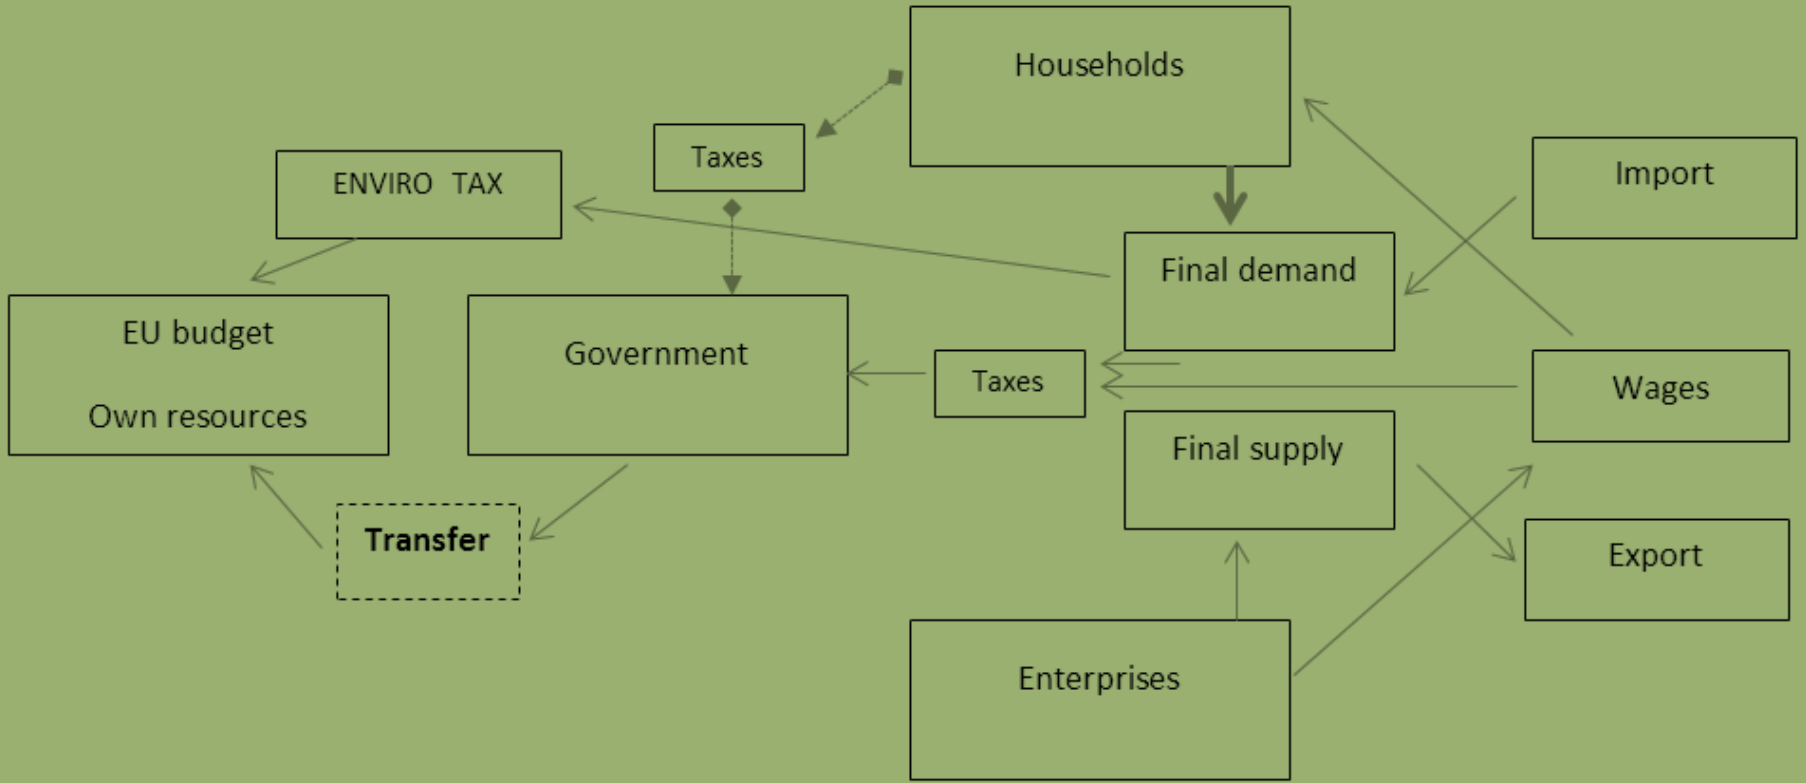 Households
Taxes
ENVIRO TAX
Import
Final demand
EU budget
Own resources
Government
Taxes
Wages
Final supply
Transfer
Export
Enterprises